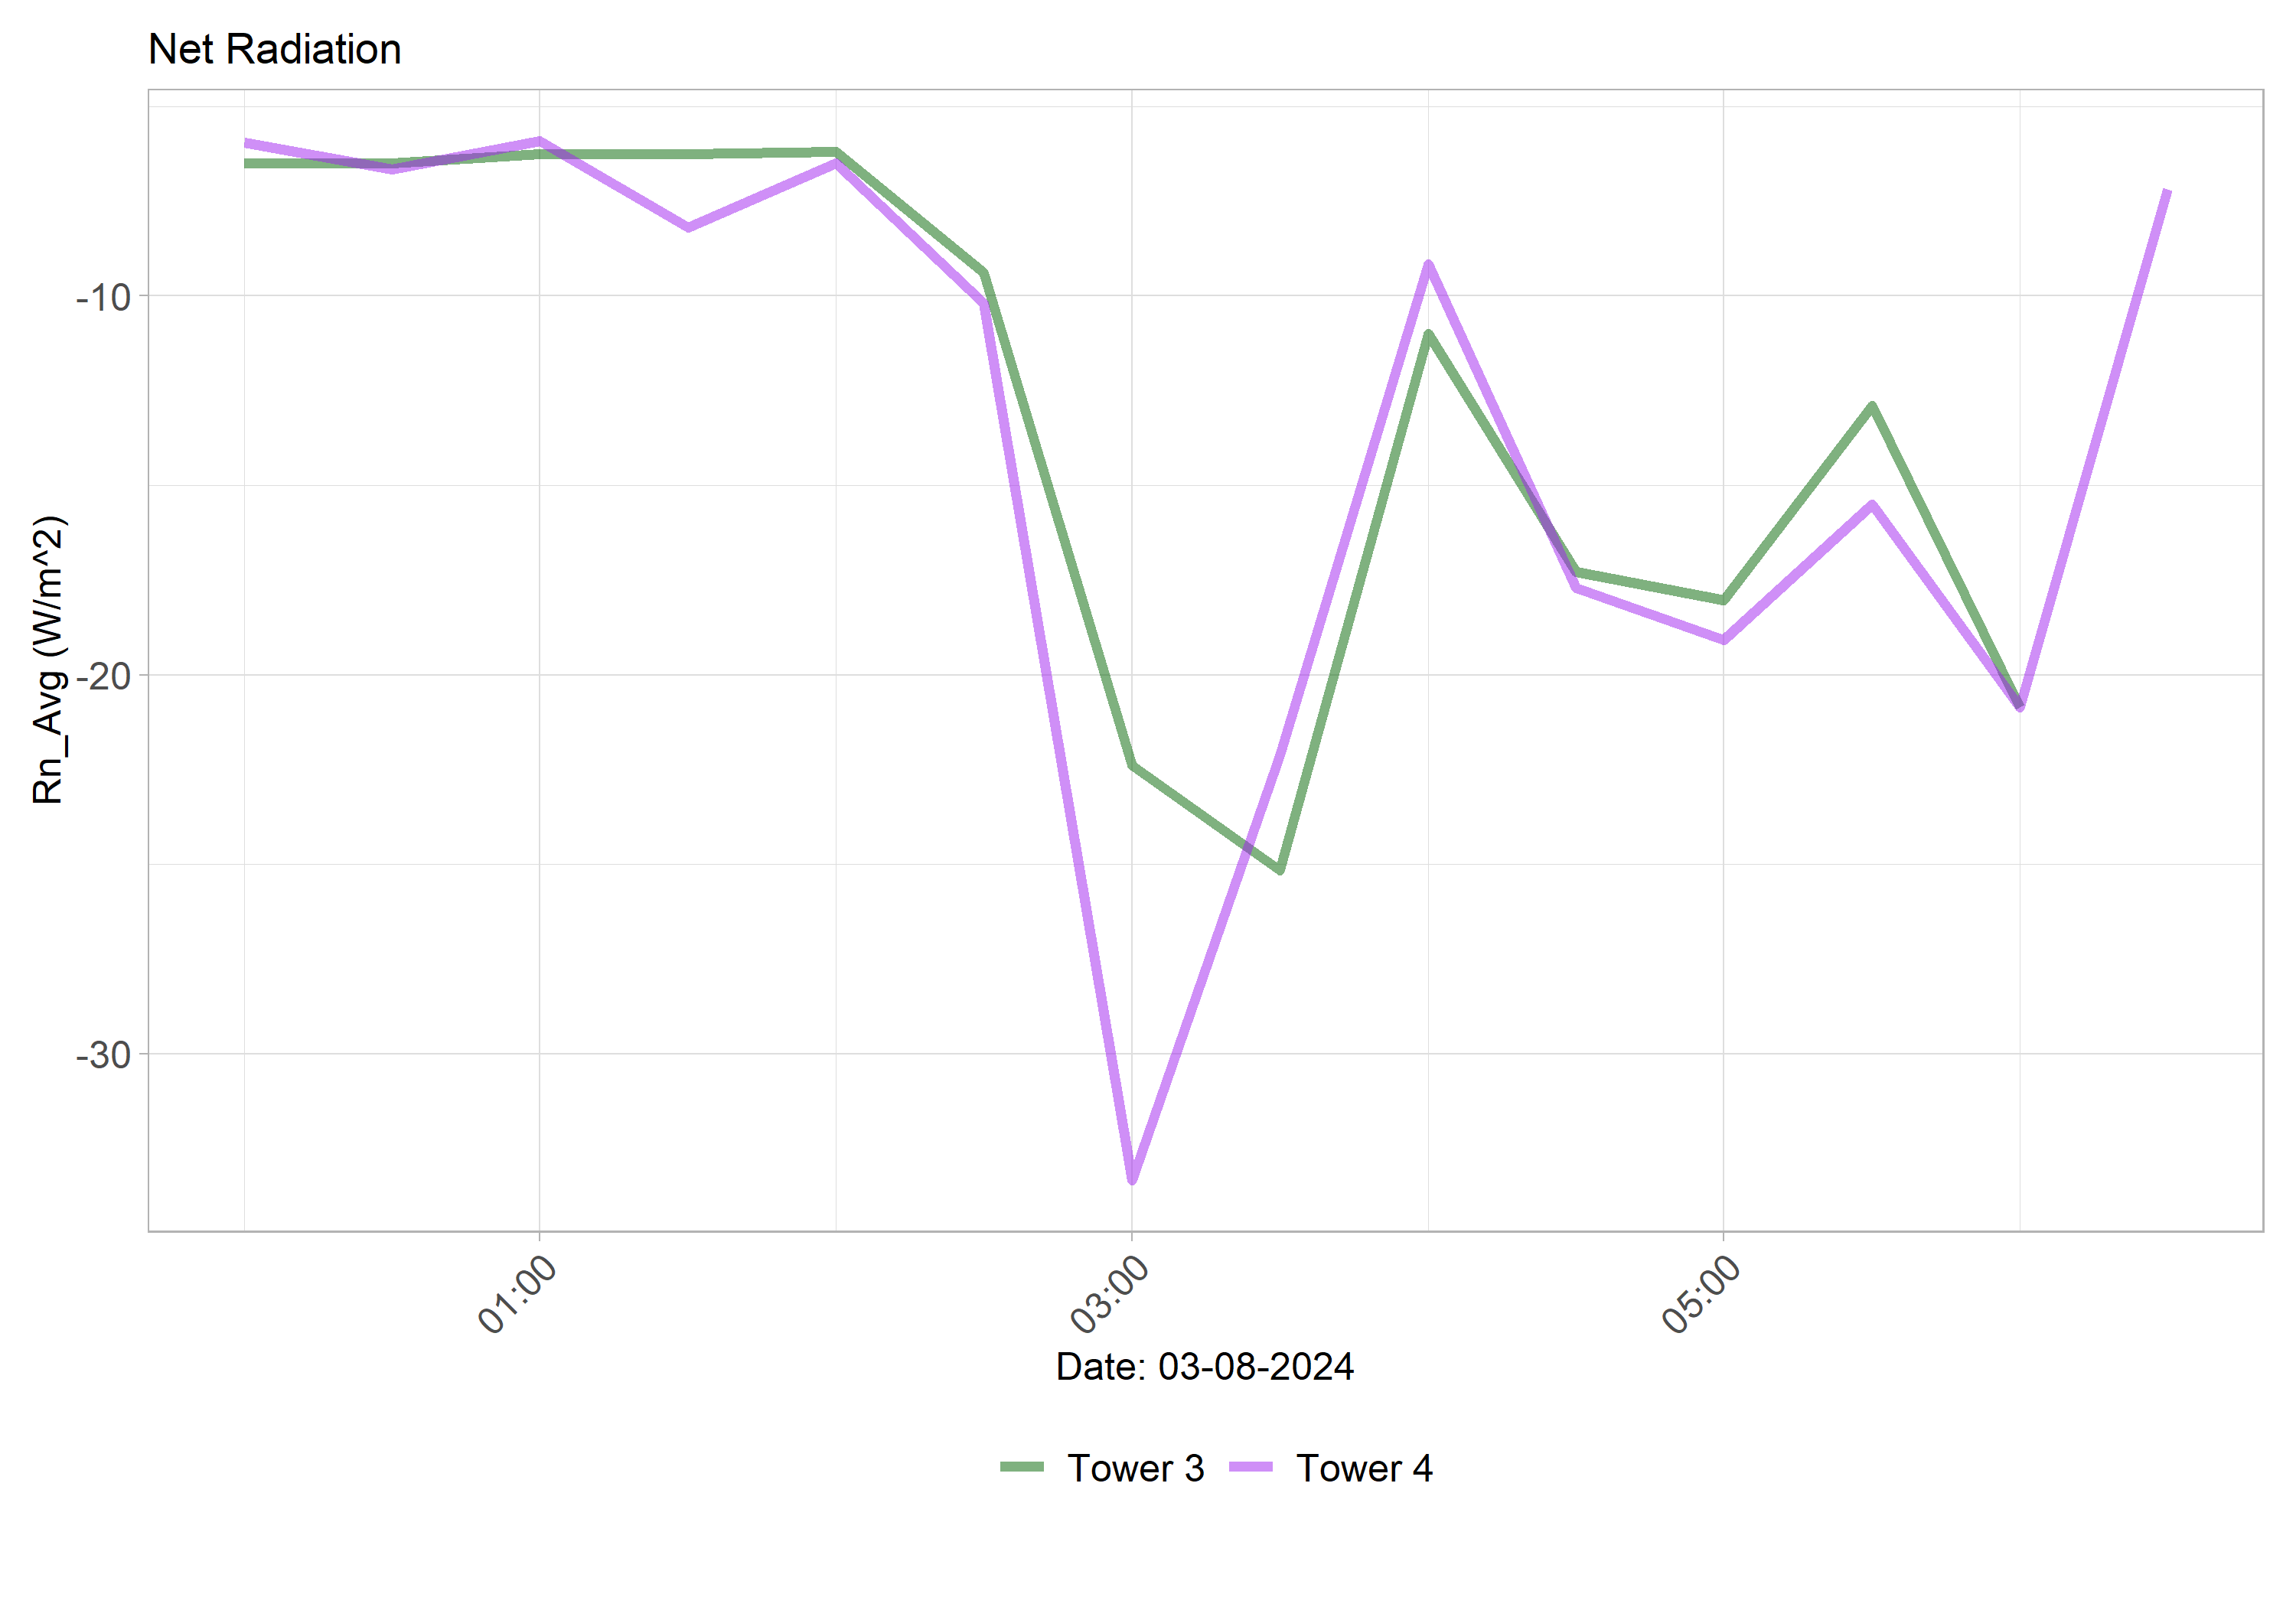 Net Radiation
Rn_Avg (W/m^2)
-10
-20
-30
01:00
03:00
05:00
Date: 03-08-2024
Tower 3
Tower 4